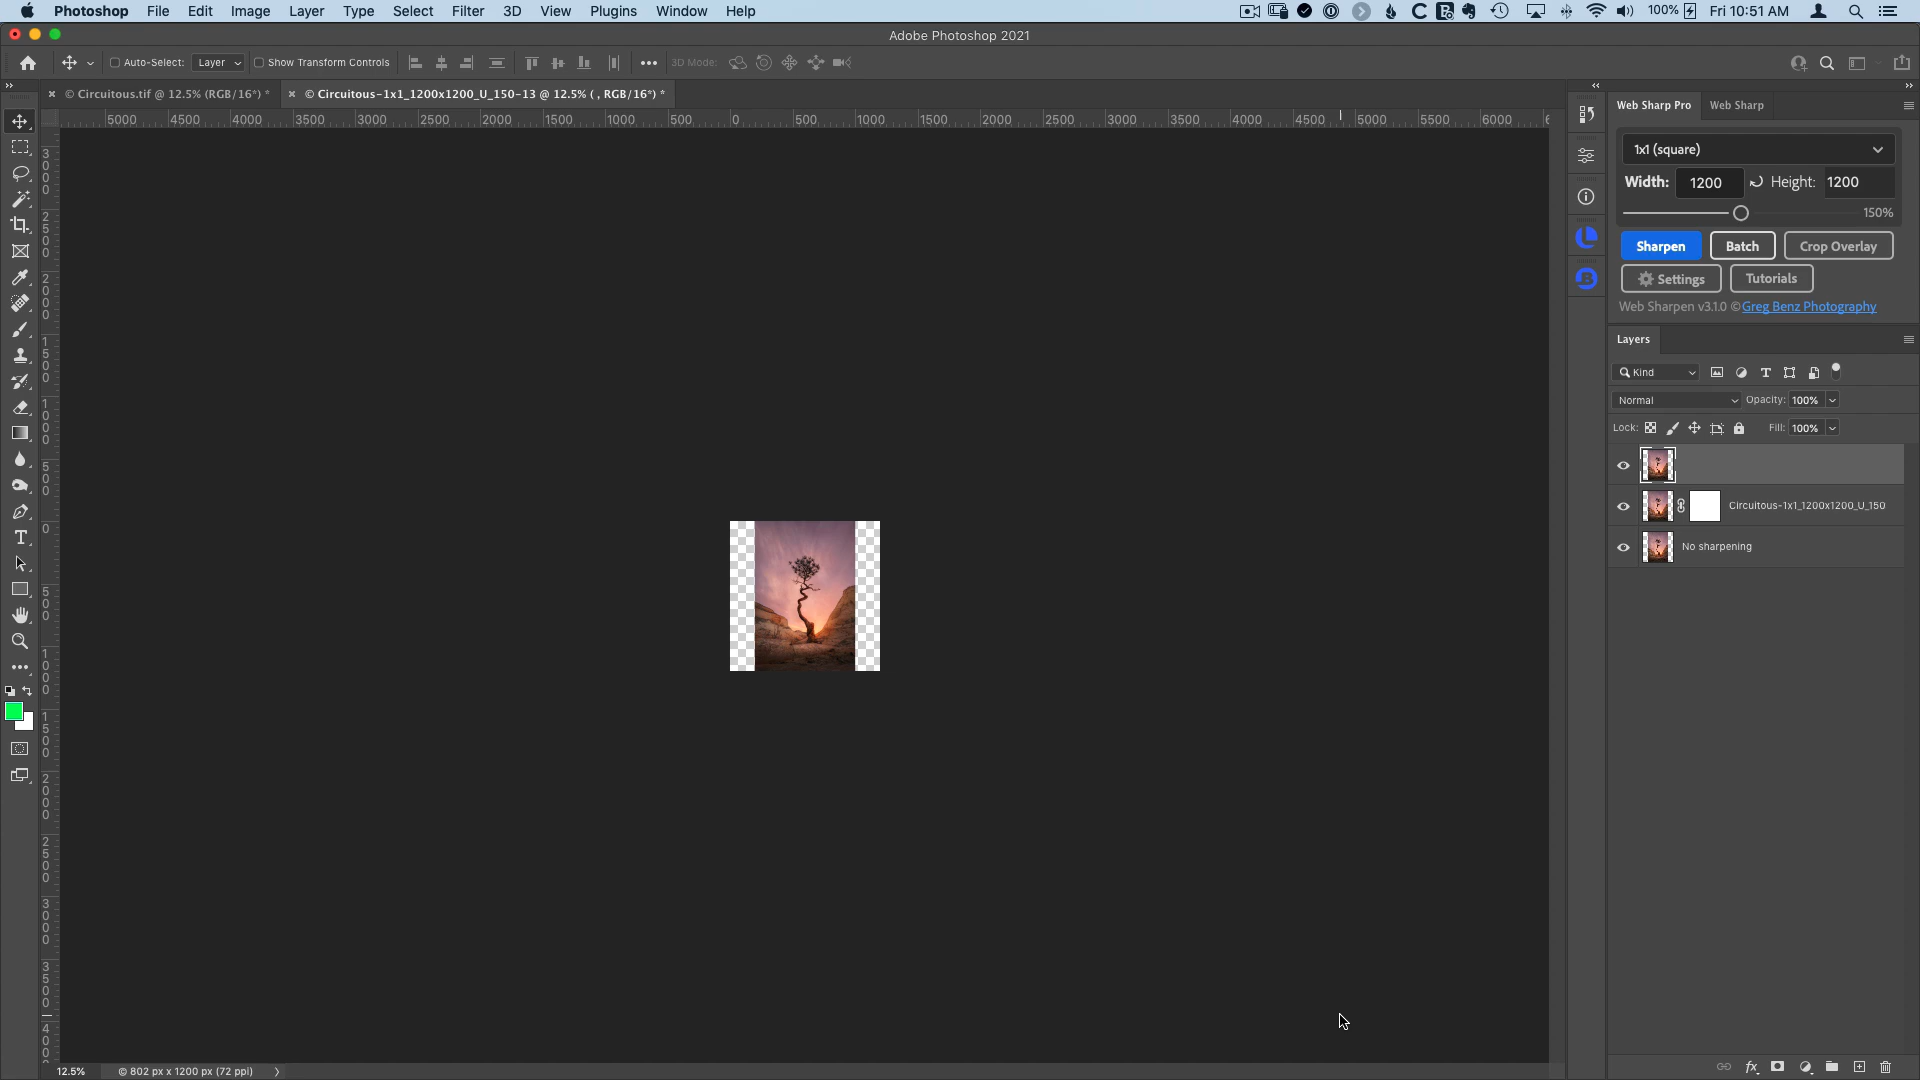 Photoshop File Edit Image Layer Type Select Filter 3D View Plugins Window Help 100% Fri 10:51 AM
Adobe Photoshop 2021
Auto-Select: Layer Show Transform Controls 3D Mode:
© Circuitous.tif @ 12.5% (RGB/16*) * © Circuitous-1x1_1200x1200_U_150-13 @ 12.5% ( , RGB/16*) *
5000 4500 4000 3500 3000 2500 2000 1500 1000 500 0 500 1000 1500 2000 2500 3000 3500 4000 4500 5000 5500 6000 6
3000
2500
2000
1500
1000
500
0
500
1000
1500
2000
2500
3000
3500
400
Web Sharp Pro Web Sharp
1x1 (square)
Width: 1200 Height: 1200
150%
Sharpen Batch Crop Overlay
Settings Tutorials
Web Sharpen v3.1.0 © Greg Benz Photography
Layers
Kind
Normal Opacity: 100%
Lock: Fill: 100%
Circuitous-1x1_1200x1200_U_150
No sharpening
12.5% © 802 px x 1200 px (72 ppi)
fx